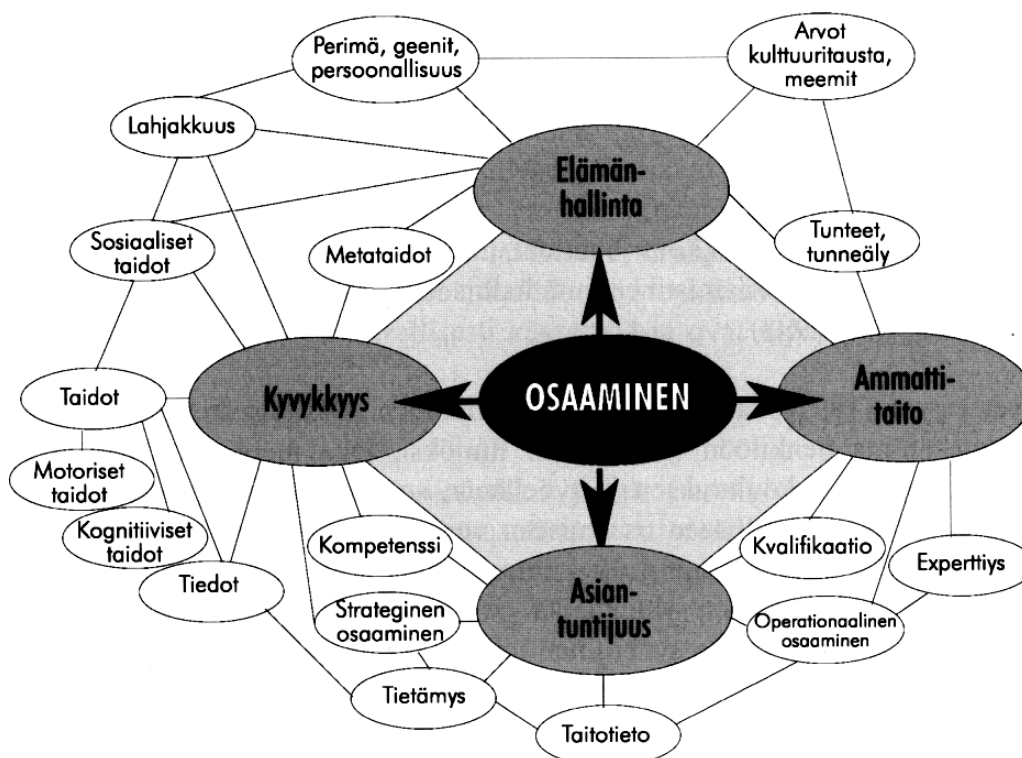 Perimä, geenit,
persoonallisuus
Arvot
kulttuuritausta,
meemit
Lahjakkuus
Elämän-
hallinta
Sosiaaliset
taidot
Metataidot
Tunteet,
tunneäly
Taidot
Kyvykkyys
OSAAMINEN
Ammatti-
taito
Motoriset
taidot
Kognitiiviset
taidot
Kompetenssi
Kvalifikaatio
Experttiys
Tiedot
Strateginen
osaaminen
Asian-
tuntijuus
Operationaalinen
osaaminen
Tietämys
Taitotieto